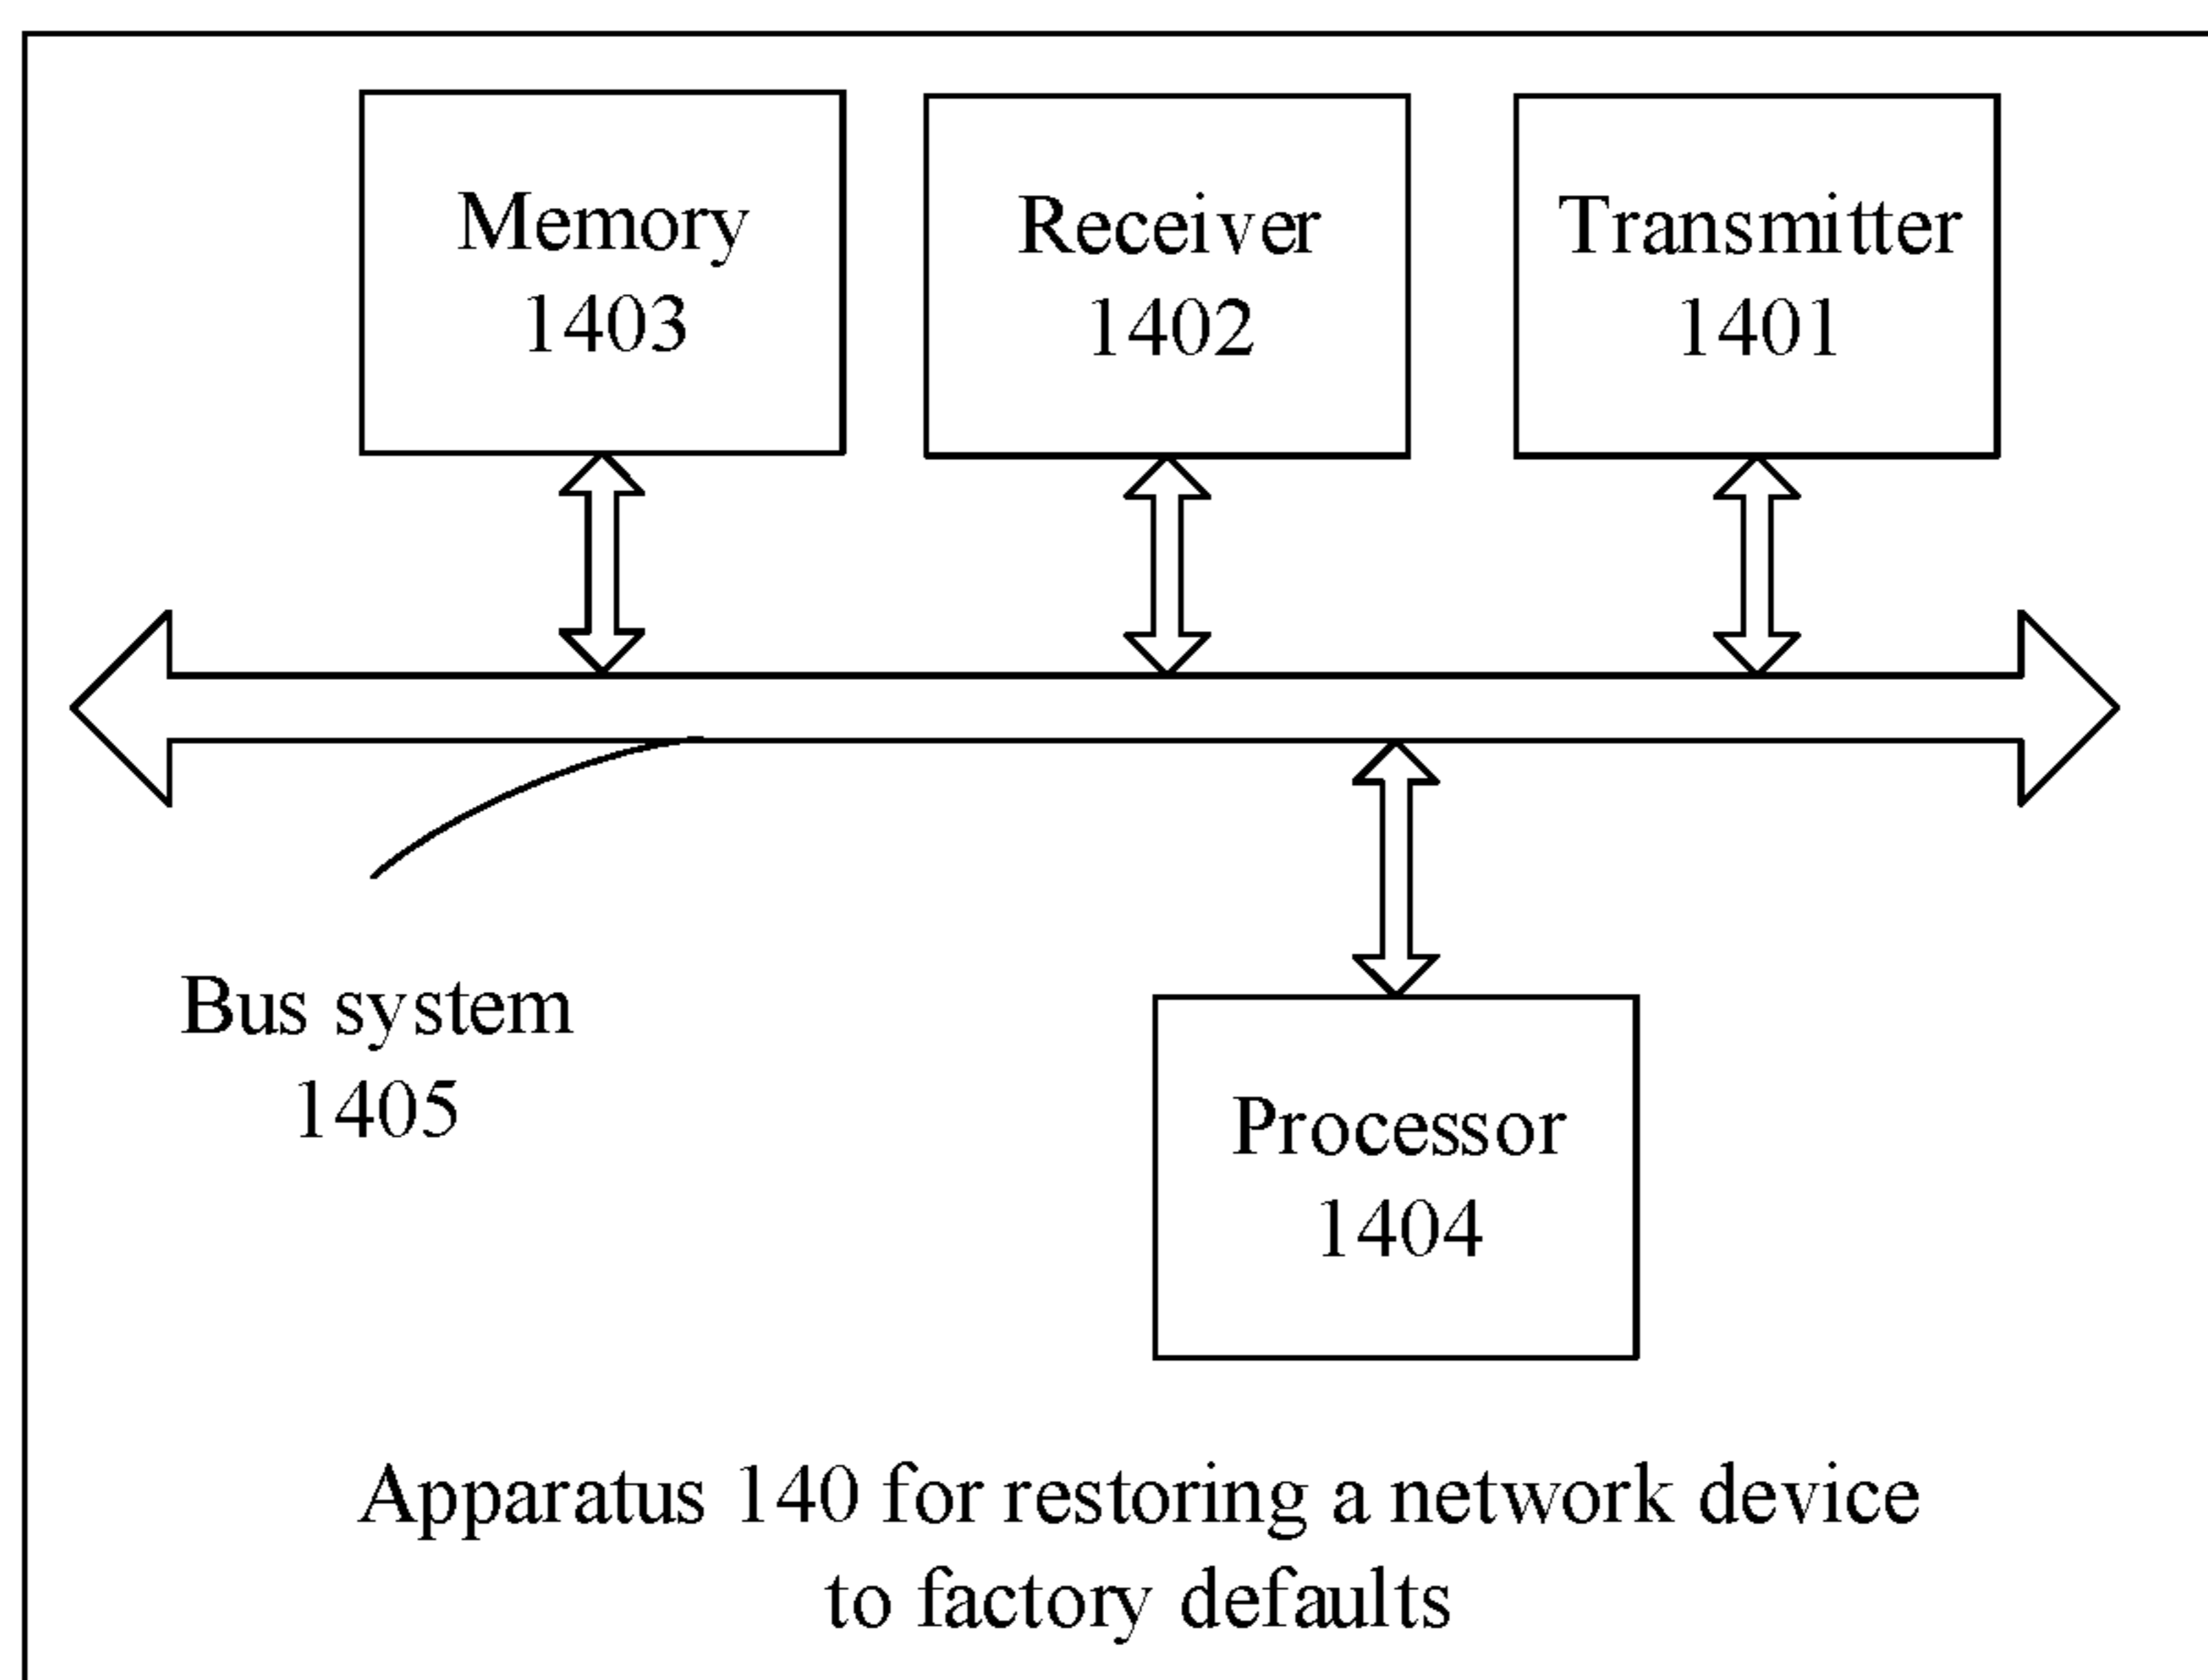 Memory
1403
Receiver
1402
Transmitter
1401
Bus system
1405
Processor
1404
Apparatus 140 for restoring a network device
to factory defaults